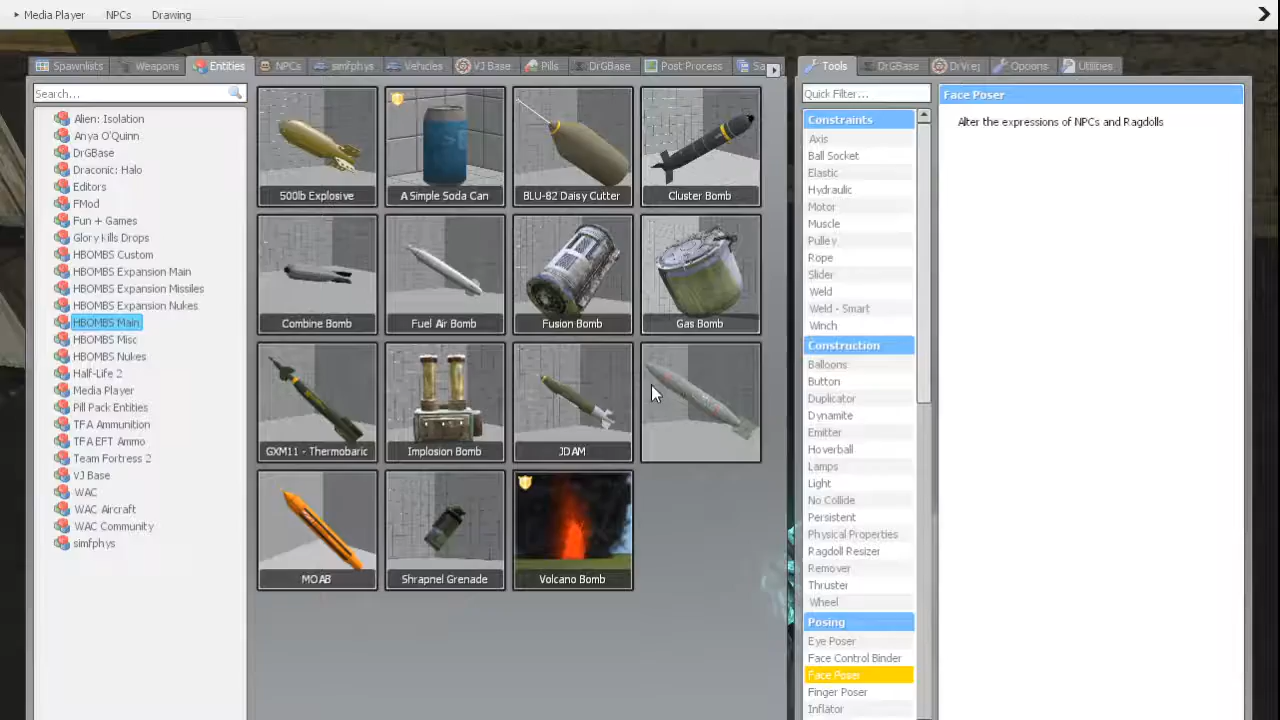 Media Player NPCs Drawing
Spawnlists Weapons Entities NPCs simfphys Vehicles VJ Base Pills DrGBase Post Process Sa
Tools DrGBase DrVrej Options Utilities
Search...
Alien: Isolation
Anya O'Quinn
DrGBase
Draconic: Halo
Editors
FMod
Fun + Games
Glory Kills Drops
HBOMBS Custom
HBOMBS Expansion Main
HBOMBS Expansion Missiles
HBOMBS Expansion Nukes
HBOMBS Main
HBOMBS Misc
HBOMBS Nukes
Half-Life 2
Media Player
Pill Pack Entities
TFA Ammunition
TFA EFT Ammo
Team Fortress 2
VJ Base
WAC
WAC Aircraft
WAC Community
simfphys
500lb Explosive
A Simple Soda Can
BLU-82 Daisy Cutter
Cluster Bomb
Combine Bomb
Fuel Air Bomb
Fusion Bomb
Gas Bomb
GXM11 - Thermobaric
Implosion Bomb
JDAM
MOAB
Shrapnel Grenade
Volcano Bomb
Quick Filter...
Constraints
Axis
Ball Socket
Elastic
Hydraulic
Motor
Muscle
Pulley
Rope
Slider
Weld
Weld - Smart
Winch
Construction
Balloons
Button
Duplicator
Dynamite
Emitter
Hoverball
Lamps
Light
No Collide
Persistent
Physical Properties
Ragdoll Resizer
Remover
Thruster
Wheel
Posing
Eye Poser
Face Control Binder
Face Poser
Finger Poser
Inflator
Face Poser
Alter the expressions of NPCs and Ragdolls